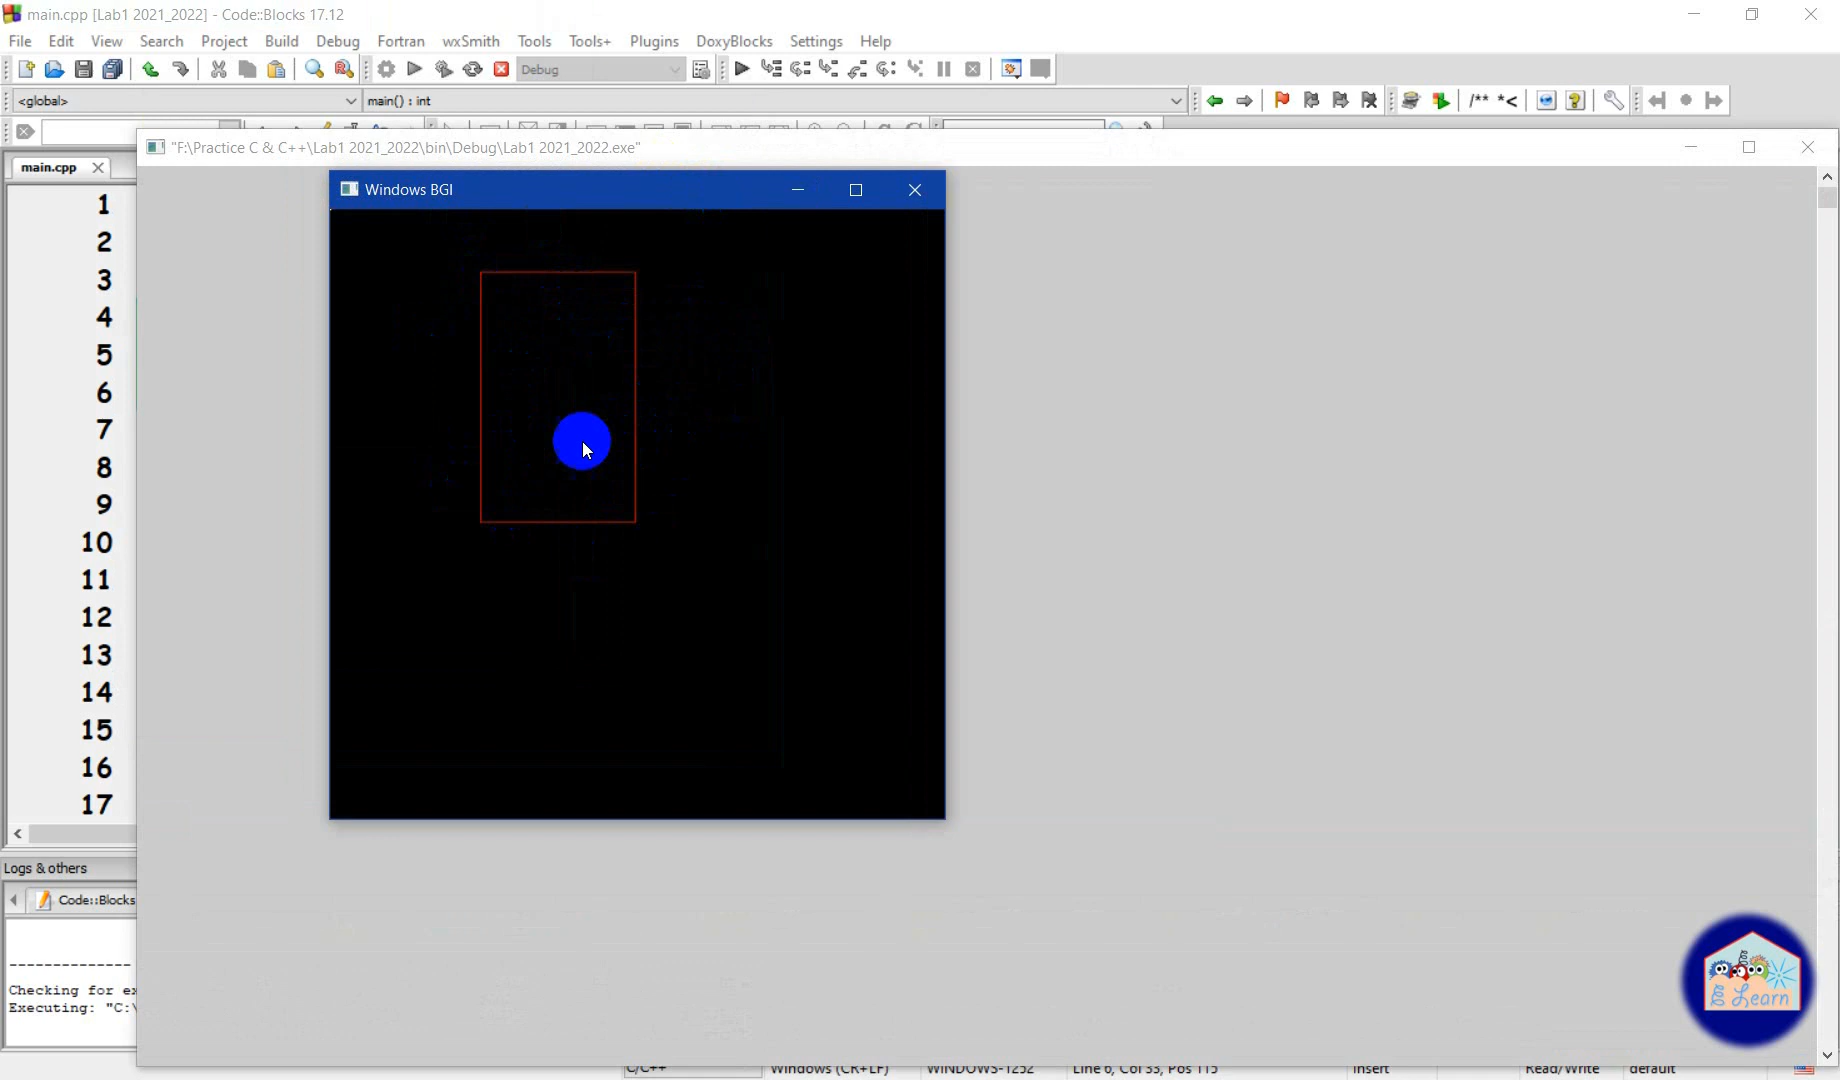 main.cpp [Lab1 2021_2022] - Code::Blocks 17.12
File Edit View Search Project Build Debug Fortran wxSmith Tools Tools+ Plugins DoxyBlocks Settings Help
Debug
<global> main() : int /** *<
"F:\Practice C & C++\Lab1 2021_2022\bin\Debug\Lab1 2021_2022.exe"
main.cpp
Windows BGI
1
2
3
4
5
6
7
8
9
10
11
12
13
14
15
16
17
Logs & others
Code::Blocks
--------------
Checking for ex
Executing: "C:\
Learn
C/C++ Windows (CR+LF) WINDOWS-1252 Line 6, Col 33, Pos 115 Insert Read/Write default